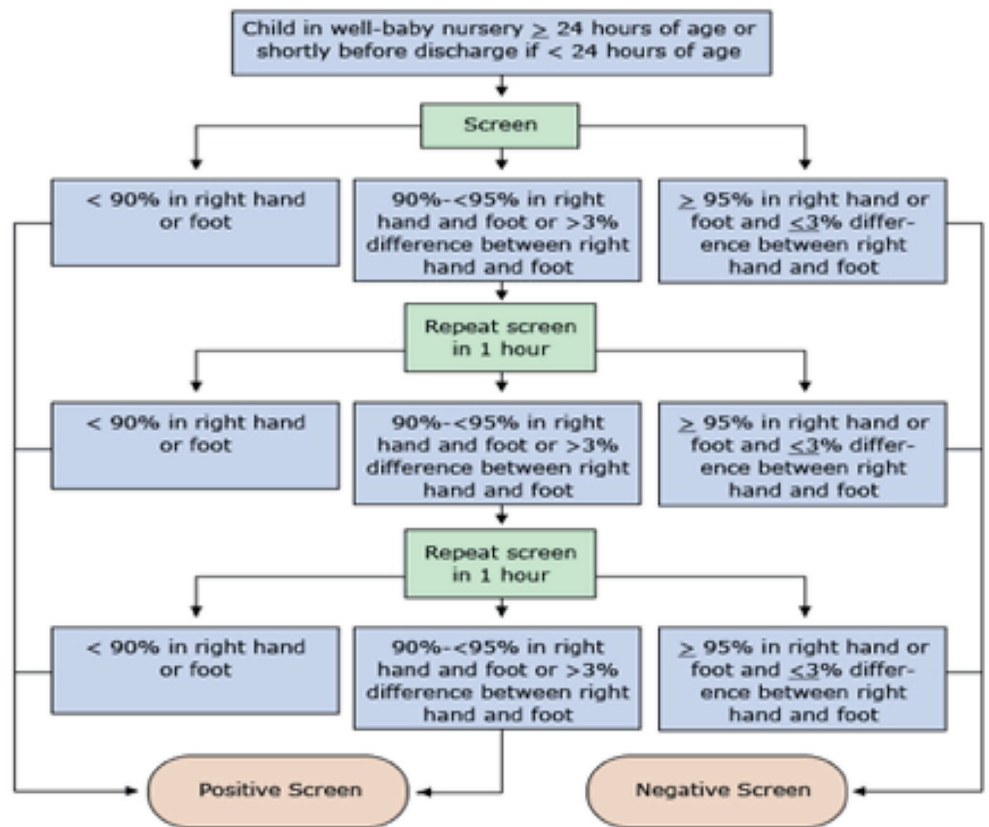 Child in well-baby nursery ≥ 24 hours of age or
shortly before discharge if < 24 hours of age
Screen
< 90% in right hand
or foot
90%-<95% in right
hand and foot or >3%
difference between right
hand and foot
≥ 95% in right hand or
foot and ≤3% differ-
ence between right
hand and foot
Repeat screen
in 1 hour
< 90% in right hand
or foot
90%-<95% in right
hand and foot or >3%
difference between right
hand and foot
≥ 95% in right hand or
foot and ≤3% differ-
ence between right
hand and foot
Repeat screen
in 1 hour
< 90% in right hand
or foot
90%-<95% in right
hand and foot or >3%
difference between right
hand and foot
≥ 95% in right hand or
foot and ≤3% differ-
ence between right
hand and foot
Positive Screen
Negative Screen